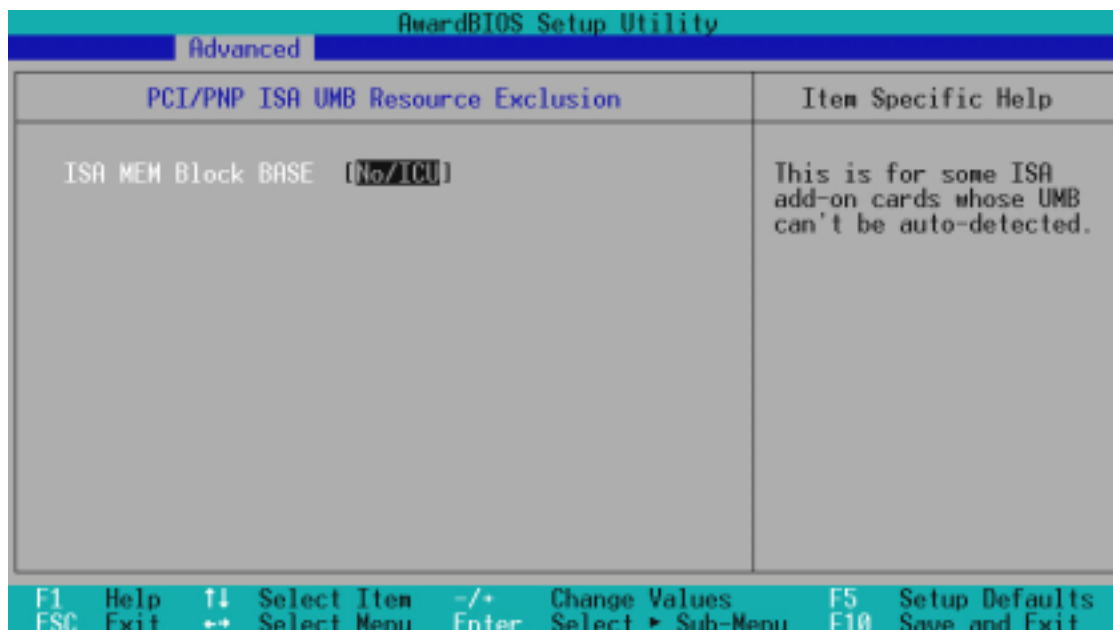 AwardBIOS Setup Utility
Advanced
PCI/PNP ISA UMB Resource Exclusion
Item Specific Help
ISA MEM Block BASE [No/ICU]
This is for some ISA
add-on cards whose UMB
can't be auto-detected.
F1 Help ↑↓ Select Item -/+ Change Values F5 Setup Defaults
ESC Exit ←→ Select Menu Enter Select ► Sub-Menu F10 Save and Exit